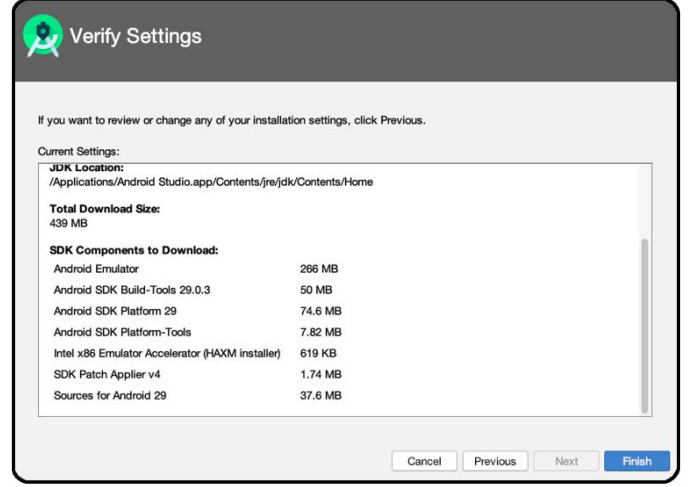 Verify Settings
If you want to review or change any of your installation settings, click Previous.
Current Settings:
JDK Location:
/Applications/Android Studio.app/Contents/jre/jdk/Contents/Home
Total Download Size:
439 MB
SDK Components to Download:
Android Emulator 266 MB
Android SDK Build-Tools 29.0.3 50 MB
Android SDK Platform 29 74.6 MB
Android SDK Platform-Tools 7.82 MB
Intel x86 Emulator Accelerator (HAXM installer) 619 KB
SDK Patch Applier v4 1.74 MB
Sources for Android 29 37.6 MB
Cancel Previous Next Finish